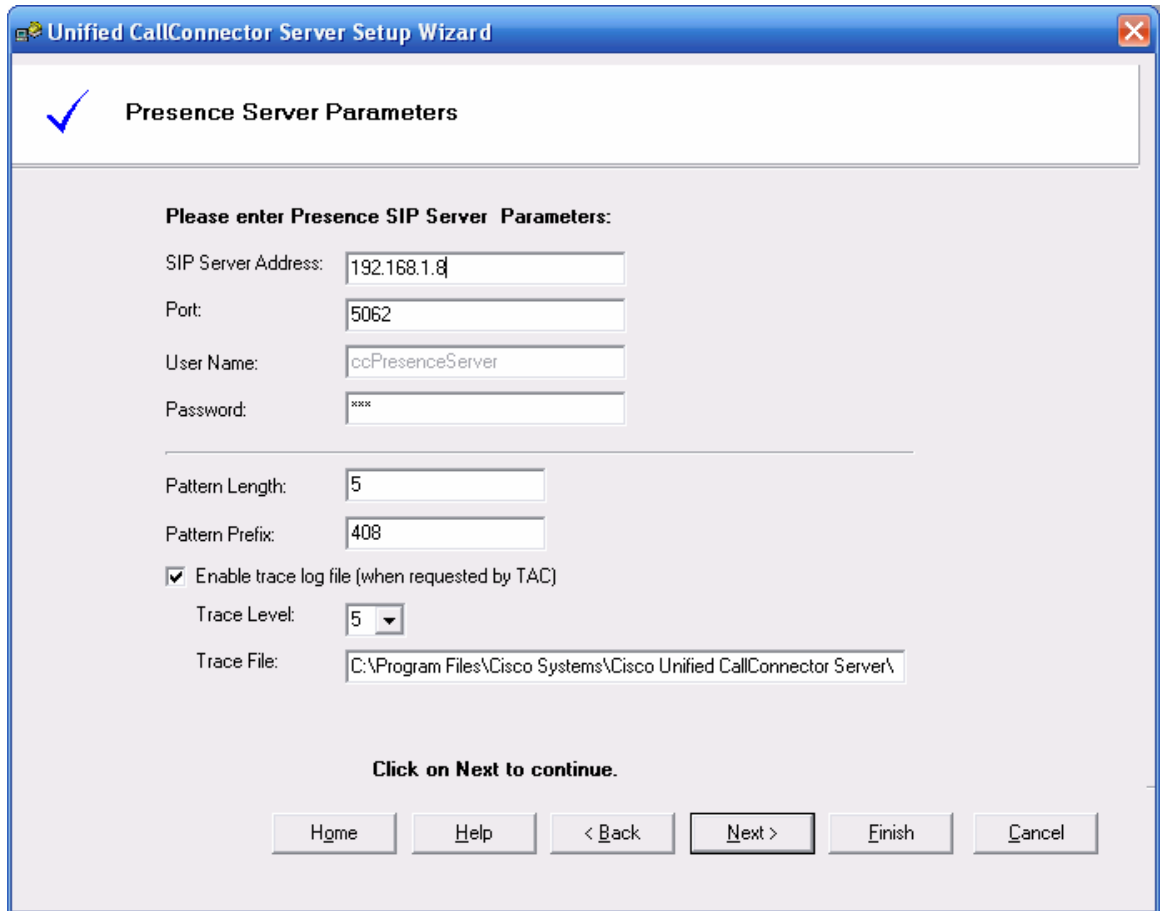 Unified CallConnector Server Setup Wizard
Presence Server Parameters
Please enter Presence SIP Server Parameters:
SIP Server Address: 192.168.1.8
Port: 5062
User Name: ccPresenceServer
Password: ***
Pattern Length: 5
Pattern Prefix: 408
Enable trace log file (when requested by TAC)
Trace Level: 5
Trace File: C:\Program Files\Cisco Systems\Cisco Unified CallConnector Server\
Click on Next to continue.
Home Help < Back Next > Finish Cancel